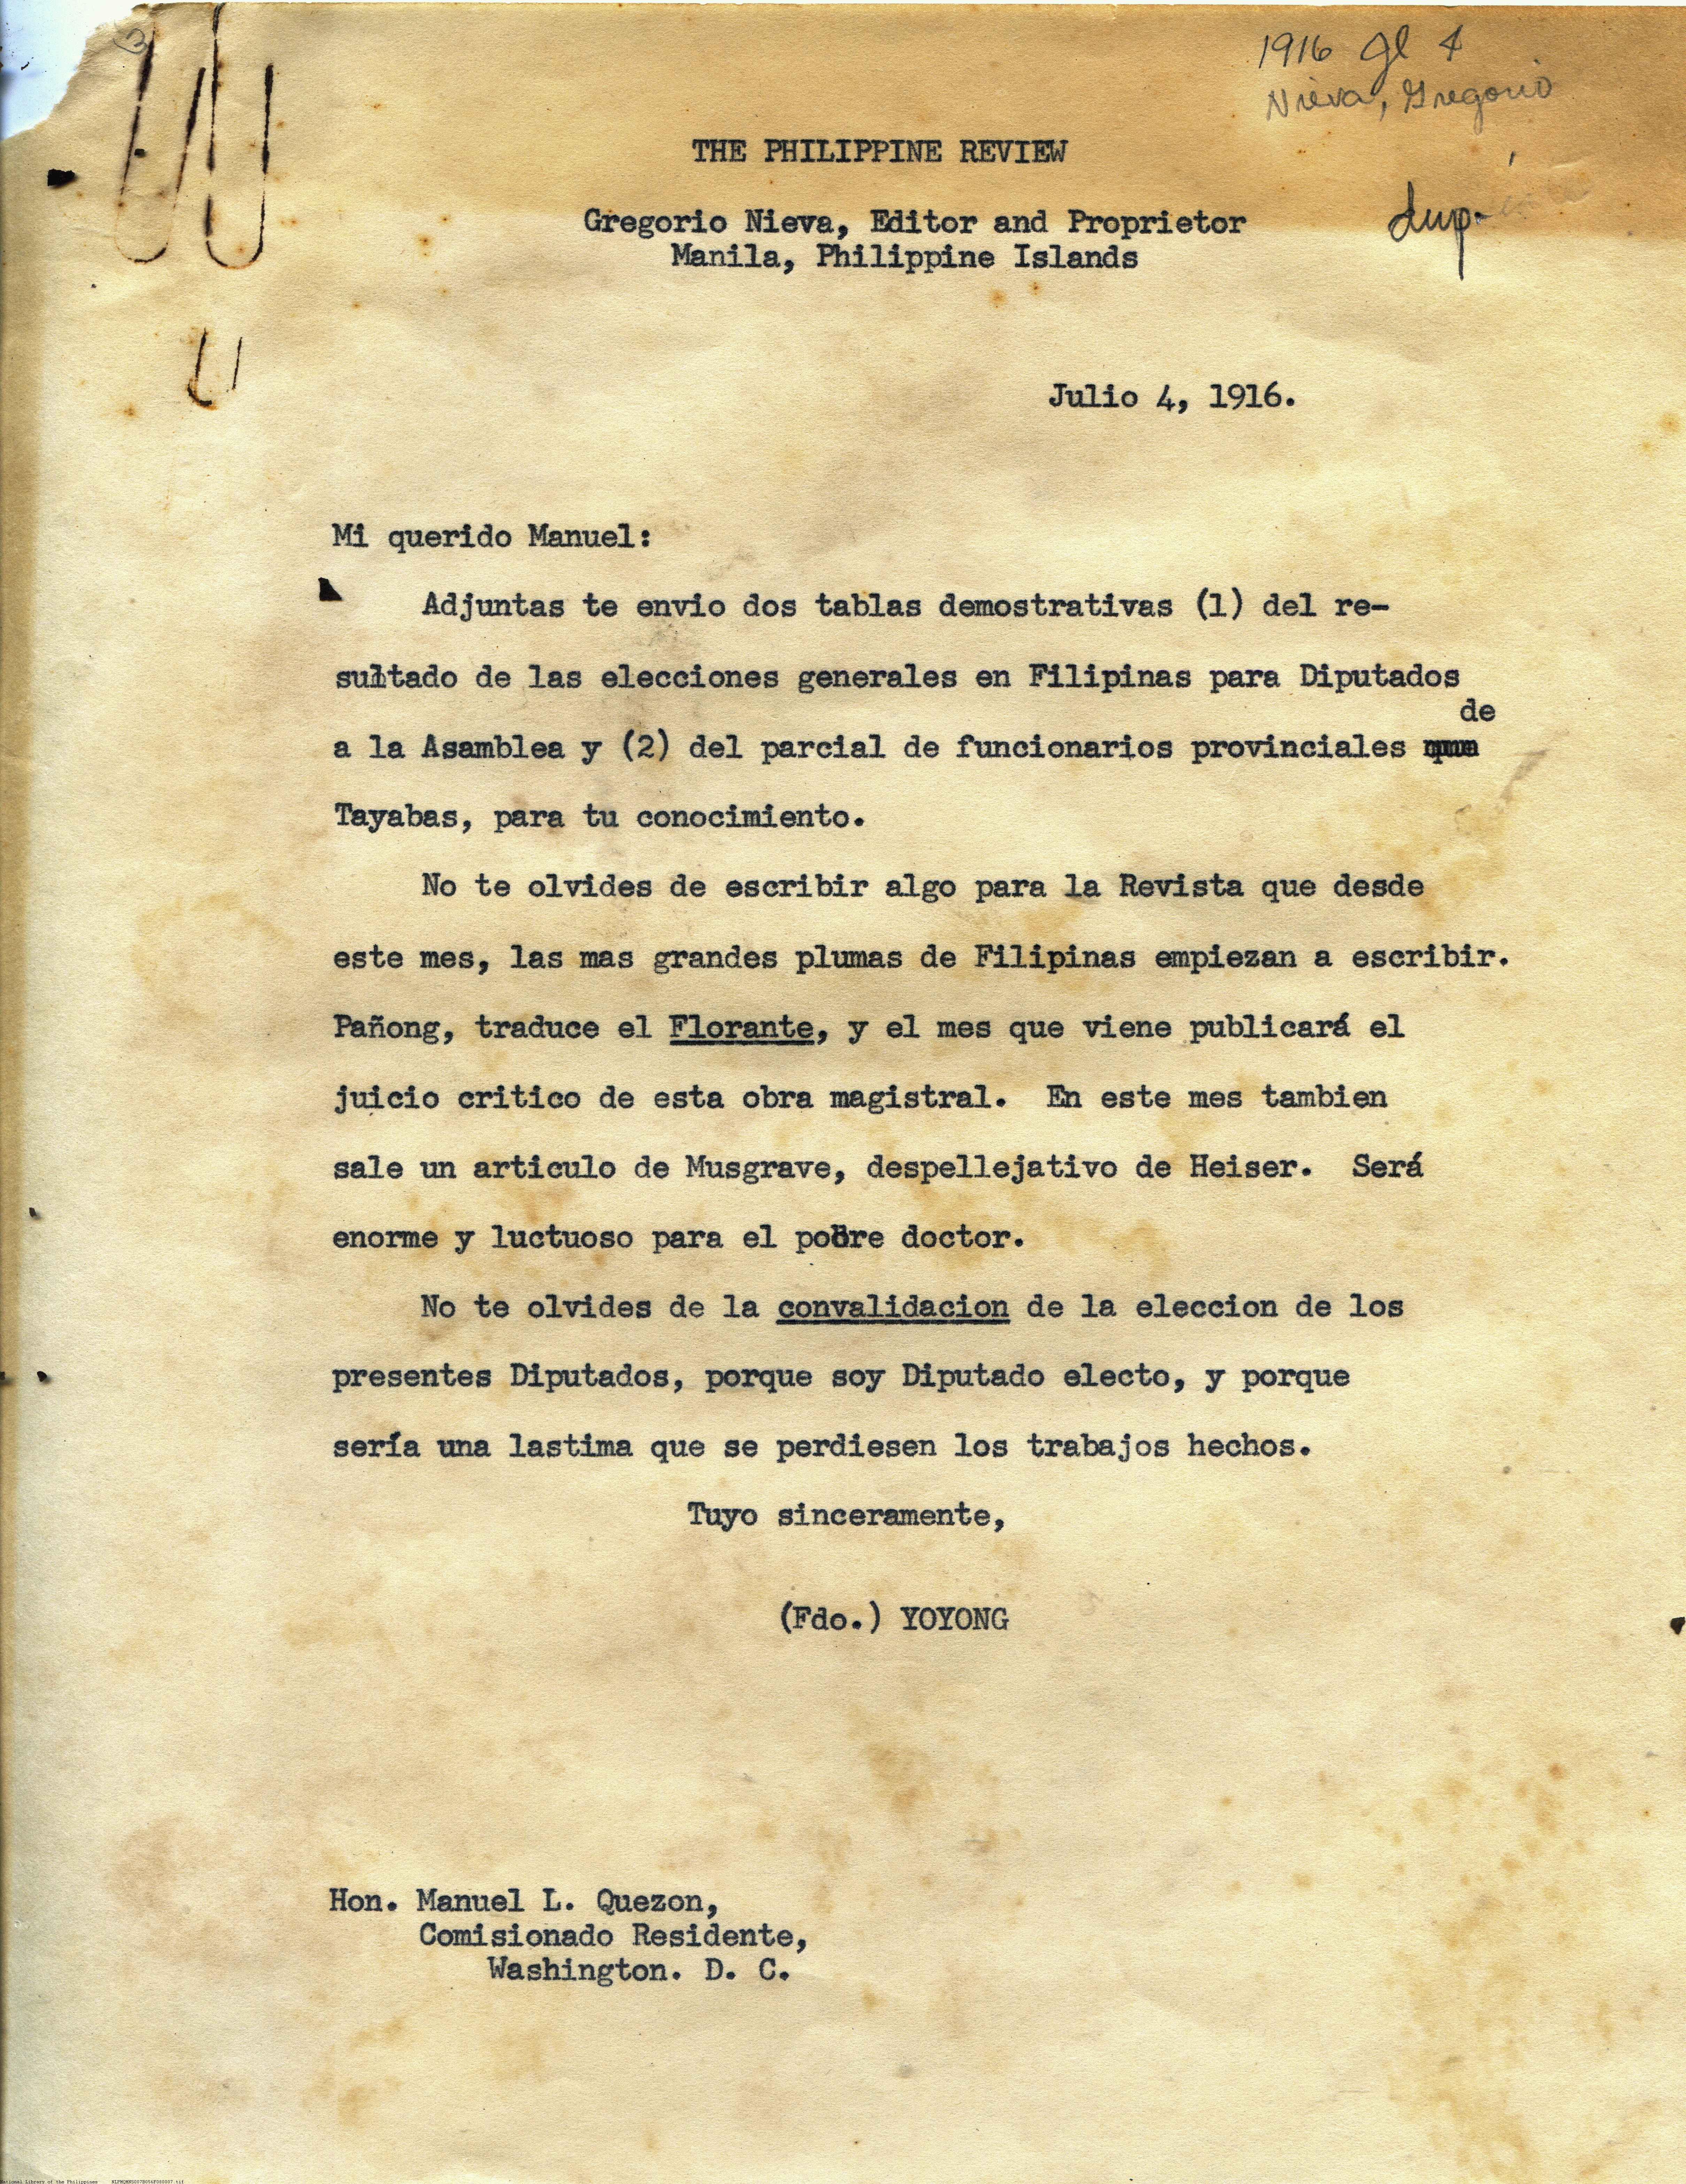 1916 Jl 4
Nieva, Gregorio
dup.
THE PHILIPPINE REVIEW
Gregorio Nieva, Editor and Proprietor
Manila, Philippine Islands
Julio 4, 1916.
Mi querido Manuel:
Adjuntas te envio dos tablas demostrativas (1) del re-
sultado de las elecciones generales en Filipinas para Diputados
a la Asamblea y (2) del parcial de funcionarios provinciales de
Tayabas, para tu conocimiento.
No te olvides de escribir algo para la Revista que desde
este mes, las mas grandes plumas de Filipinas empiezan a escribir.
Pañong, traduce el Florante, y el mes que viene publicará el
juicio critico de esta obra magistral. En este mes tambien
sale un articulo de Musgrave, despellejativo de Heiser. Será
enorme y luctuoso para el pobre doctor.
No te olvides de la convalidacion de la eleccion de los
presentes Diputados, porque soy Diputado electo, y porque
sería una lastima que se perdiesen los trabajos hechos.
Tuyo sinceramente,
(Fdo.) YOYONG
Hon. Manuel L. Quezon,
Comisionado Residente,
Washington. D. C.
National Library of the Philippines